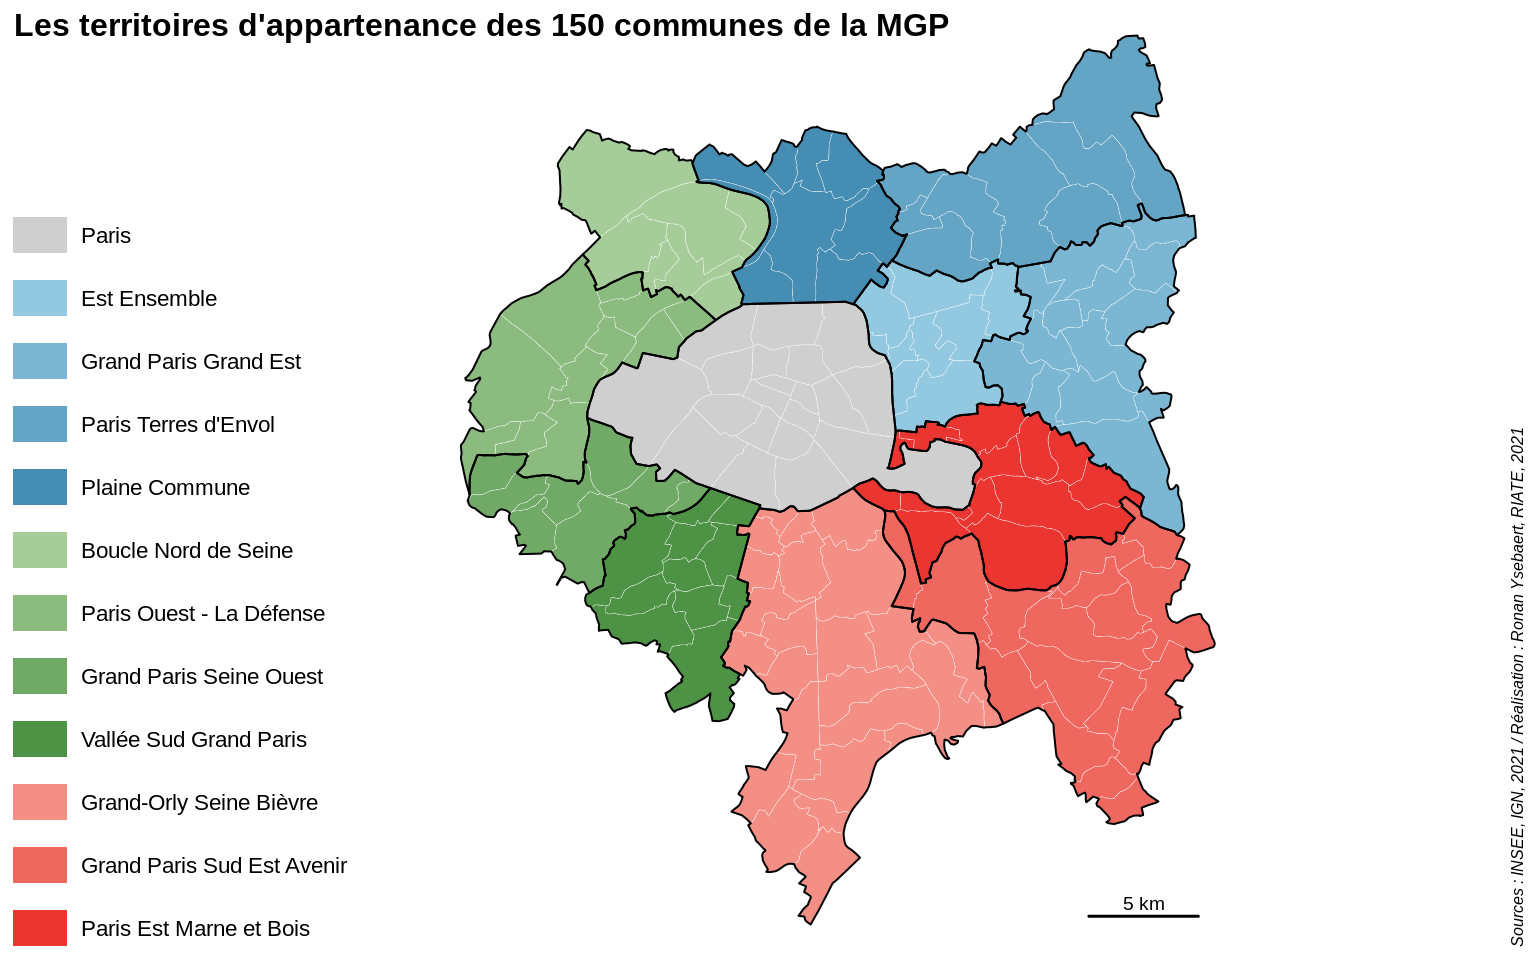 Les territoires d'appartenance des 150 communes de la MGP
Paris
Est Ensemble
Grand Paris Grand Est
Paris Terres d'Envol
Plaine Commune
Boucle Nord de Seine
Paris Ouest - La Défense
Grand Paris Seine Ouest
Vallée Sud Grand Paris
Grand-Orly Seine Bièvre
Grand Paris Sud Est Avenir
Paris Est Marne et Bois
5 km
Sources : INSEE, IGN, 2021 / Réalisation : Ronan Ysebaert, RIATE, 2021